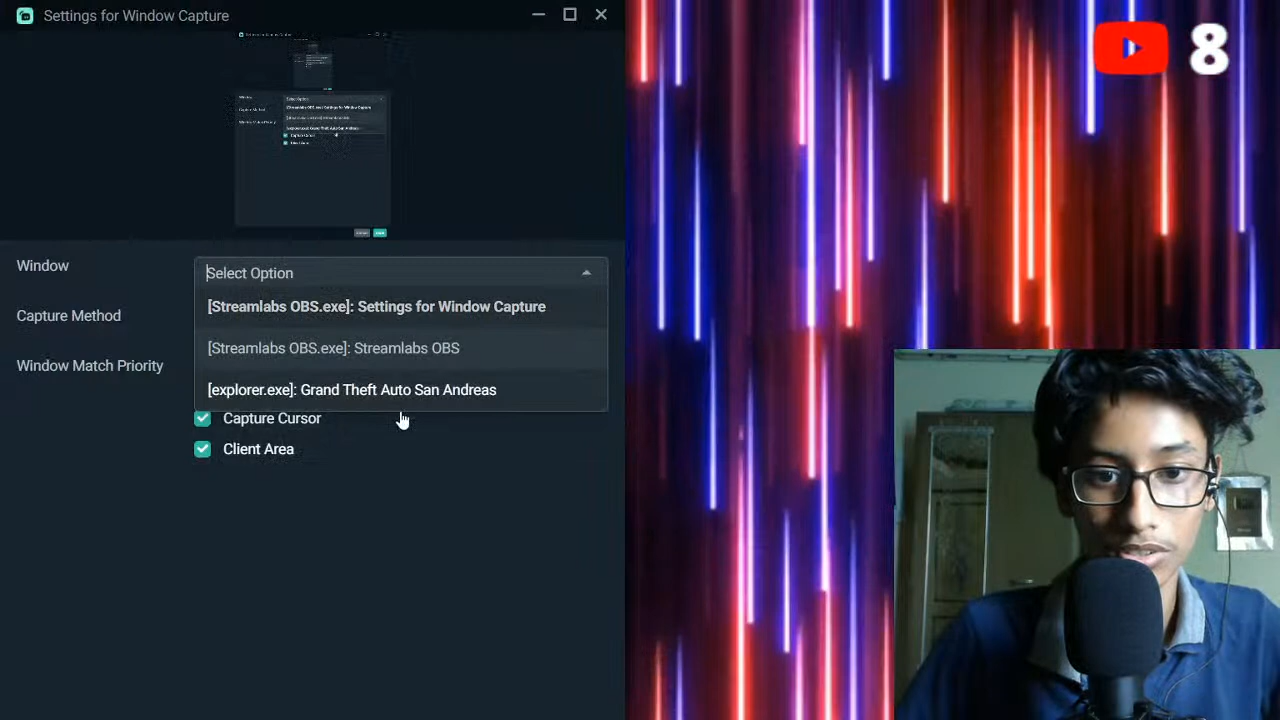 Settings for Window Capture
8
Window
Select Option
[Streamlabs OBS.exe]: Settings for Window Capture
Capture Method
[Streamlabs OBS.exe]: Streamlabs OBS
Window Match Priority
[explorer.exe]: Grand Theft Auto San Andreas
Capture Cursor
Client Area